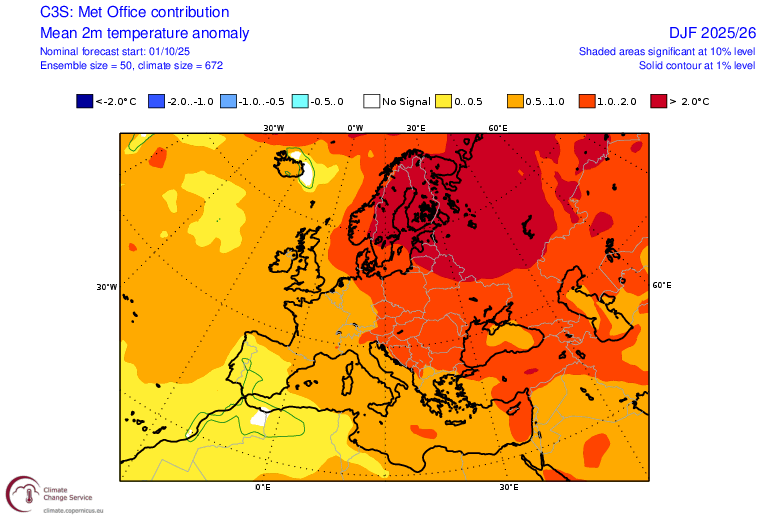 C3S: Met Office contribution
Mean 2m temperature anomaly
DJF 2025/26
Nominal forecast start: 01/10/25
Shaded areas significant at 10% level
Ensemble size = 50, climate size = 672
Solid contour at 1% level
<-2.0°C -2.0..-1.0 -1.0..-0.5 -0.5..0 No Signal 0..0.5 0.5..1.0 1.0..2.0 > 2.0°C
30°W 0°W 30°E 60°E
30°W 60°E
0°E 30°E
Climate
Change Service
climate.copernicus.eu